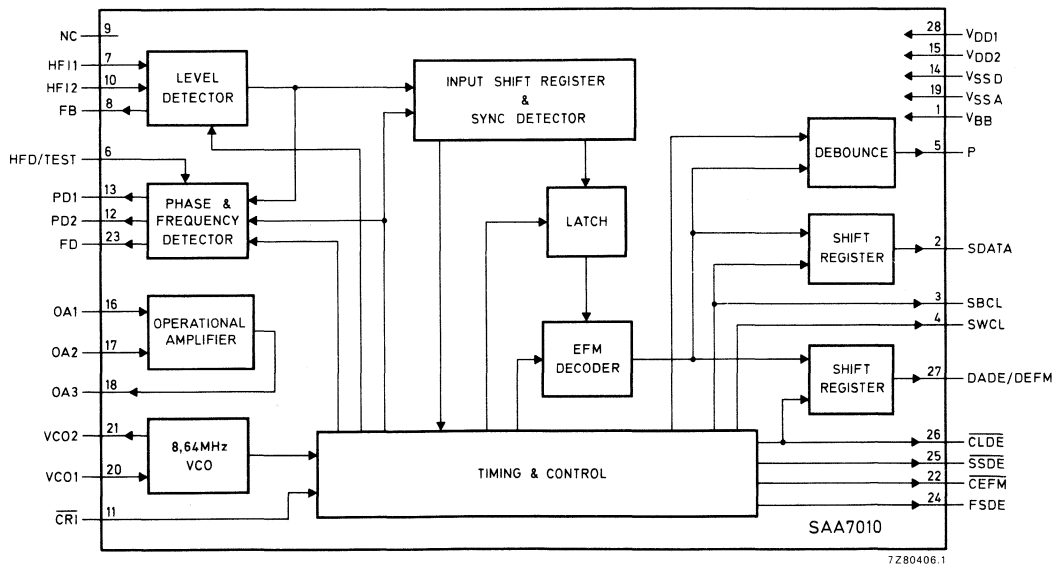 NC 9
HFI1 7
HFI2 10
FB 8
LEVEL
DETECTOR
INPUT SHIFT REGISTER
&
SYNC DETECTOR
28 VDD1
15 VDD2
14 VSSD
19 VSSA
1 VBB
DEBOUNCE
5 P
HFD/TEST 6
PD1 13
PD2 12
FD 23
PHASE &
FREQUENCY
DETECTOR
LATCH
SHIFT
REGISTER
2 SDATA
3 SBCL
4 SWCL
OA1 16
OA2 17
OA3 18
OPERATIONAL
AMPLIFIER
EFM
DECODER
SHIFT
REGISTER
27 DADE/DEFM
VCO2 21
VCO1 20
8,64MHz
VCO
TIMING & CONTROL
26 CLDE
25 SSDE
22 CEFM
24 FSDE
CRI 11
SAA7010
7Z80406.1